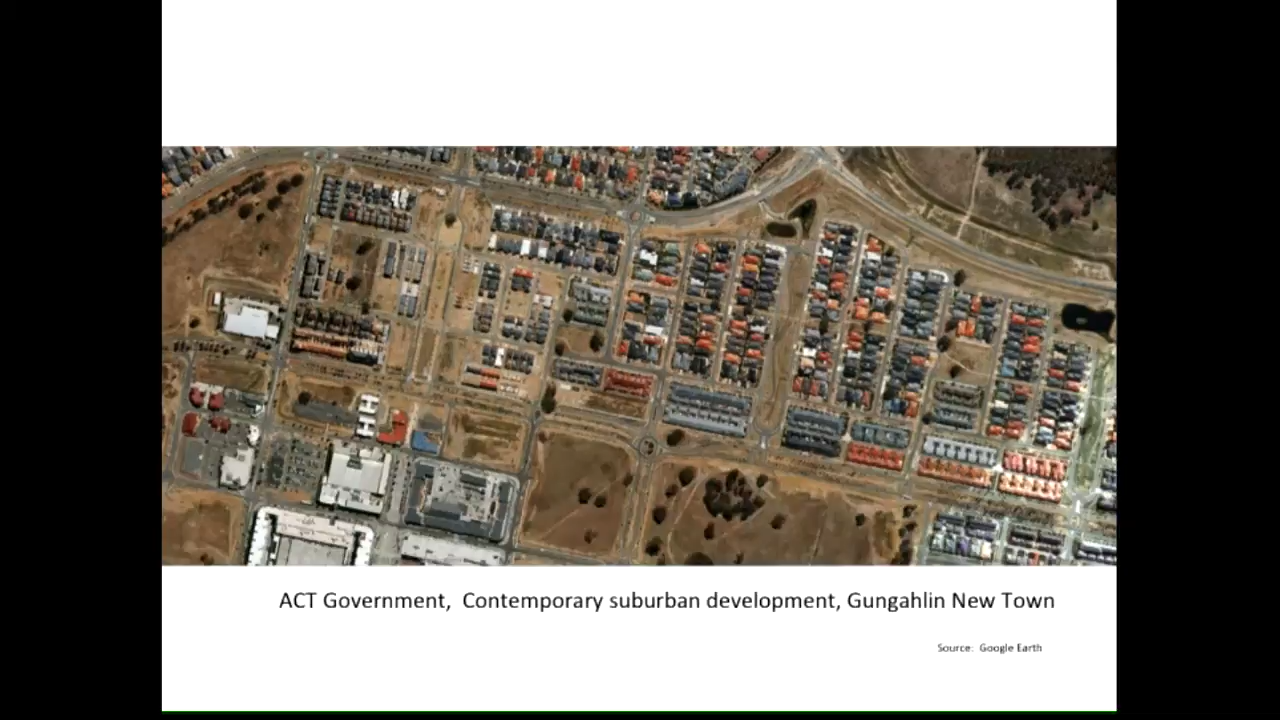 ACT Government,  Contemporary suburban development, Gungahlin New Town
Source:  Google Earth